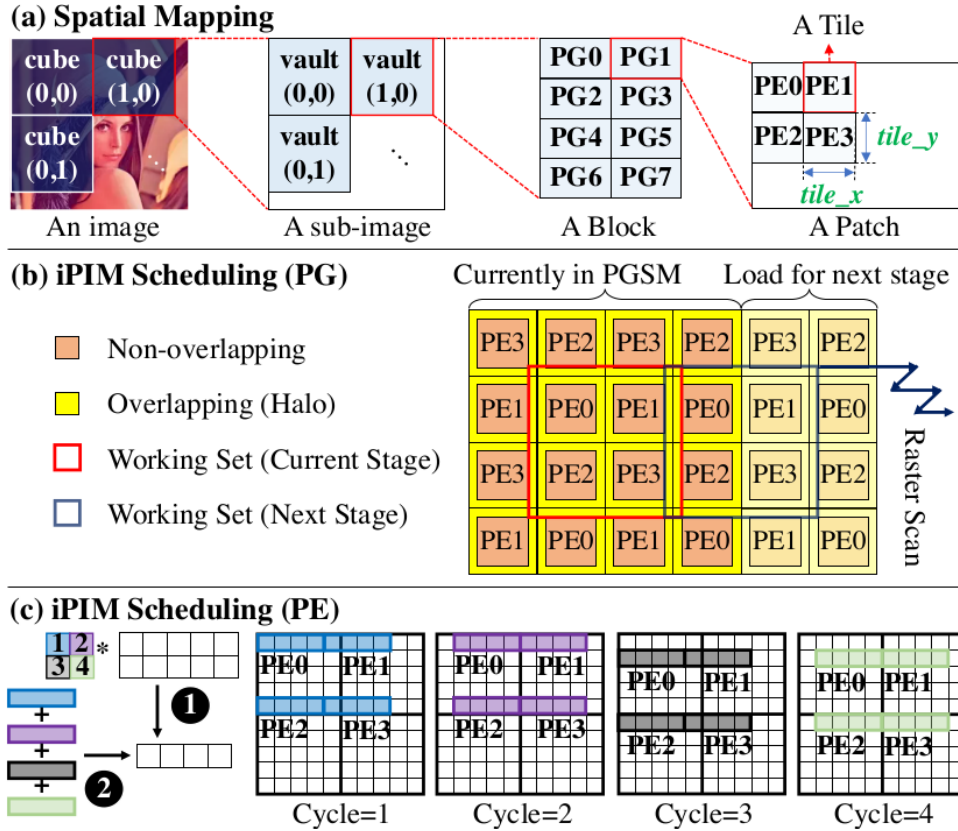 (a) Spatial Mapping
A Tile
cube cube
(0,0) (1,0)
cube
(0,1)
An image
vault vault
(0,0) (1,0)
vault
(0,1)
A sub-image
PG0 PG1
PG2 PG3
PG4 PG5
PG6 PG7
A Block
PE0 PE1
PE2 PE3
tile_y
tile_x
A Patch
(b) iPIM Scheduling (PG)
Currently in PGSM Load for next stage
Non-overlapping
Overlapping (Halo)
Working Set (Current Stage)
Working Set (Next Stage)
PE3 PE2 PE3 PE2 PE3 PE2
PE1 PE0 PE1 PE0 PE1 PE0
PE3 PE2 PE3 PE2 PE3 PE2
PE1 PE0 PE1 PE0 PE1 PE0
Raster Scan
(c) iPIM Scheduling (PE)
1 2 *
3 4
1
+
+
2
+
PE0 PE1
PE2 PE3
Cycle=1
PE0 PE1
PE2 PE3
Cycle=2
PE0 PE1
PE2 PE3
Cycle=3
PE0 PE1
PE2 PE3
Cycle=4